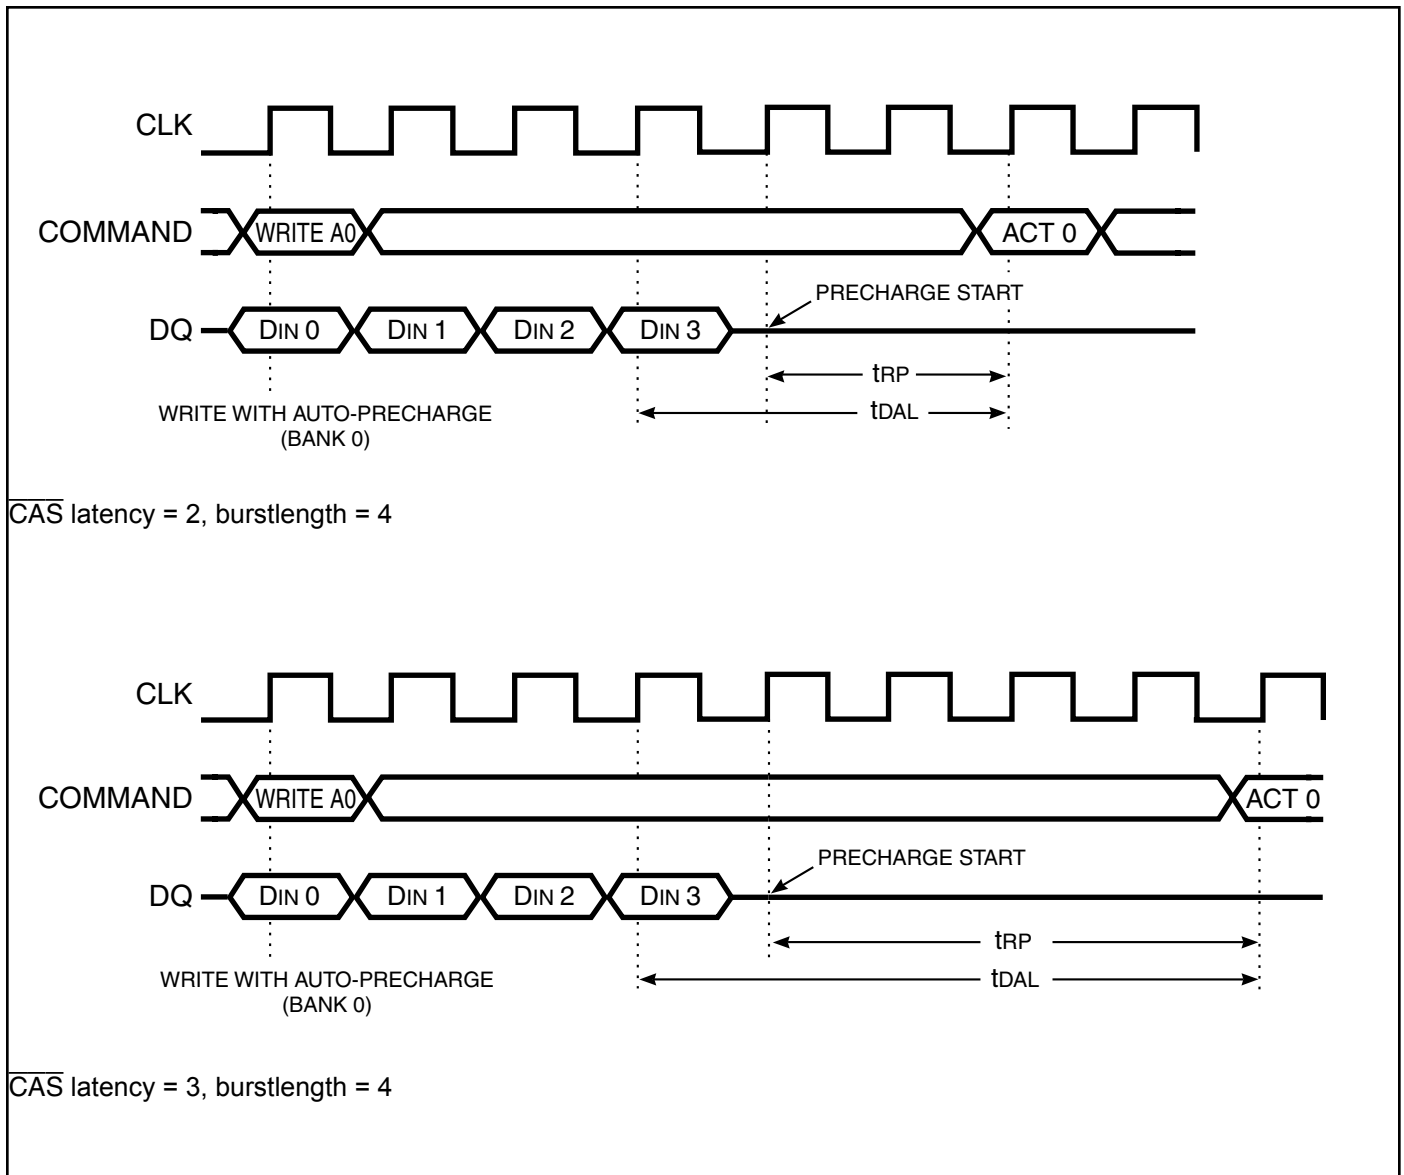 CLK
COMMAND
WRITE A0
ACT 0
PRECHARGE START
DQ
DIN 0
DIN 1
DIN 2
DIN 3
tRP
tDAL
WRITE WITH AUTO-PRECHARGE
(BANK 0)
CAS latency = 2, burstlength = 4
CLK
COMMAND
WRITE A0
ACT 0
PRECHARGE START
DQ
DIN 0
DIN 1
DIN 2
DIN 3
tRP
tDAL
WRITE WITH AUTO-PRECHARGE
(BANK 0)
CAS latency = 3, burstlength = 4